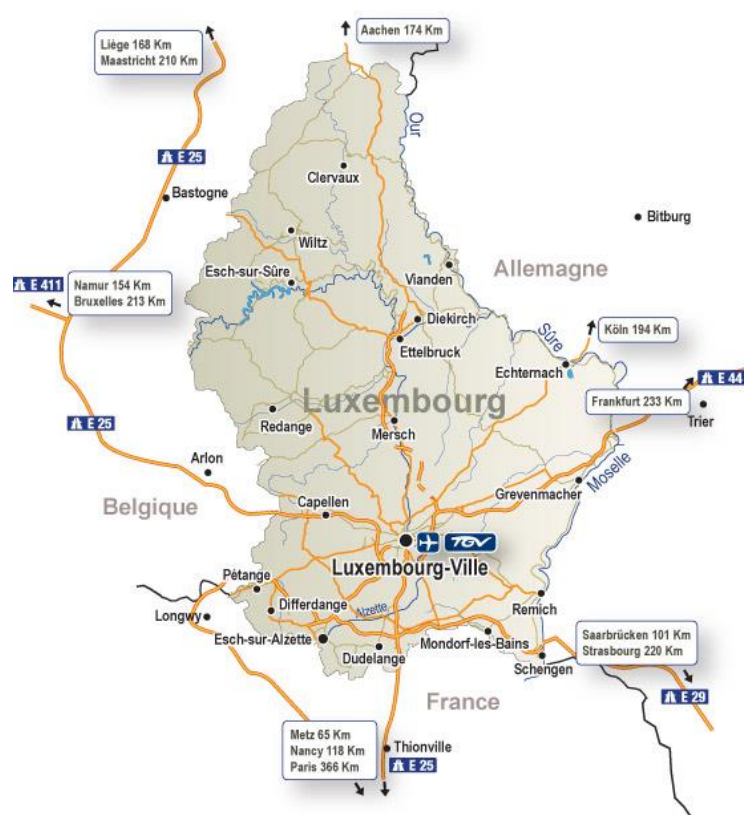 Aachen 174 Km
Liège 168 Km
Maastricht 210 Km
Our
E 25
Clervaux
Bastogne
Bitburg
Wiltz
Allemagne
Esch-sur-Sûre
Vianden
E 411
Namur 154 Km
Bruxelles 213 Km
Diekirch
Sûre
Köln 194 Km
Ettelbruck
Echternach
E 44
Frankfurt 233 Km
Luxembourg
Redange
Trier
E 25
Mersch
Arlon
Moselle
Grevenmacher
Belgique
Capellen
TGV
Luxembourg-Ville
Pétange
Differdange
Alzette
Remich
Longwy
Esch-sur-Alzette
Mondorf-les-Bains
Saarbrücken 101 Km
Strasbourg 220 Km
Dudelange
Schengen
France
E 29
Metz 65 Km
Nancy 118 Km
Paris 366 Km
Thionville
E 25